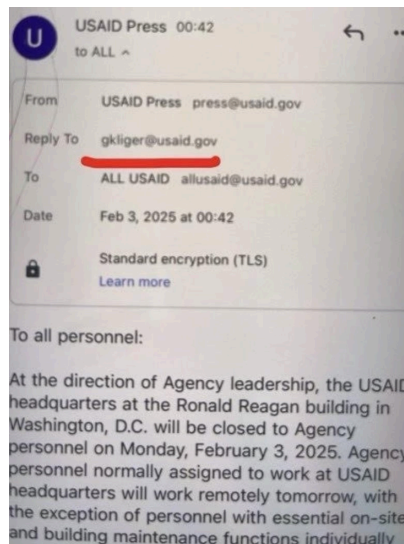 U
USAID Press 00:42
to ALL
From USAID Press press@usaid.gov
Reply To gkliger@usaid.gov
To ALL USAID allusaid@usaid.gov
Date Feb 3, 2025 at 00:42
Standard encryption (TLS)
Learn more
To all personnel:
At the direction of Agency leadership, the USAID
headquarters at the Ronald Reagan building in
Washington, D.C. will be closed to Agency
personnel on Monday, February 3, 2025. Agency
personnel normally assigned to work at USAID
headquarters will work remotely tomorrow, with
the exception of personnel with essential on-site
and building maintenance functions individually